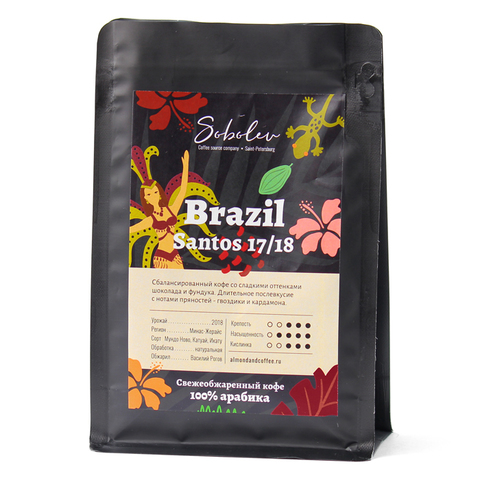 Sobolev
Coffee source company • Saint-Petersburg
Brazil
Santos 17/18
Сбалансированный кофе со сладкими оттенками
шоколада и фундука. Длительное послевкусие
с нотами пряностей - гвоздики и кардамона
Урожай 2018
Регион Минас-Жерайс
Сорт Мундо Ново, Катуай, Икату
Обработка натуральная
Обжарил Василий Рогов
Крепость
Насыщенность
Кислинка
almondandcoffee.ru
Свежеобжаренный кофе
100% арабика